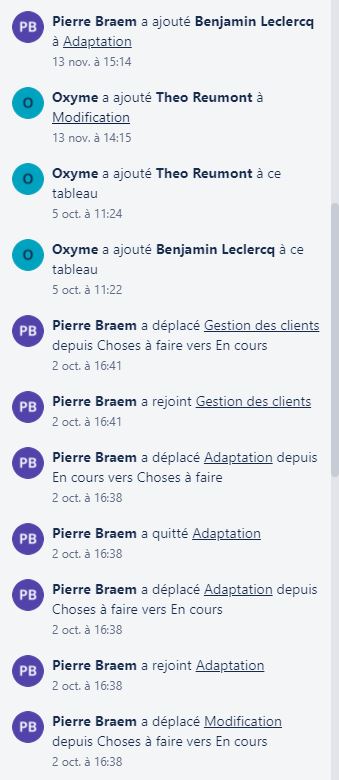 PB
Pierre Braem a ajouté Benjamin Leclercq
à Adaptation
13 nov. à 15:14
O
Oxyme a ajouté Theo Reumont à
Modification
13 nov. à 14:15
O
Oxyme a ajouté Theo Reumont à ce
tableau
5 oct. à 11:24
O
Oxyme a ajouté Benjamin Leclercq à ce
tableau
5 oct. à 11:22
PB
Pierre Braem a déplacé Gestion des clients
depuis Choses à faire vers En cours
2 oct. à 16:41
PB
Pierre Braem a rejoint Gestion des clients
2 oct. à 16:41
PB
Pierre Braem a déplacé Adaptation depuis
En cours vers Choses à faire
2 oct. à 16:38
PB
Pierre Braem a quitté Adaptation
2 oct. à 16:38
PB
Pierre Braem a déplacé Adaptation depuis
Choses à faire vers En cours
2 oct. à 16:38
PB
Pierre Braem a rejoint Adaptation
2 oct. à 16:38
PB
Pierre Braem a déplacé Modification
depuis Choses à faire vers En cours
2 oct. à 16:38